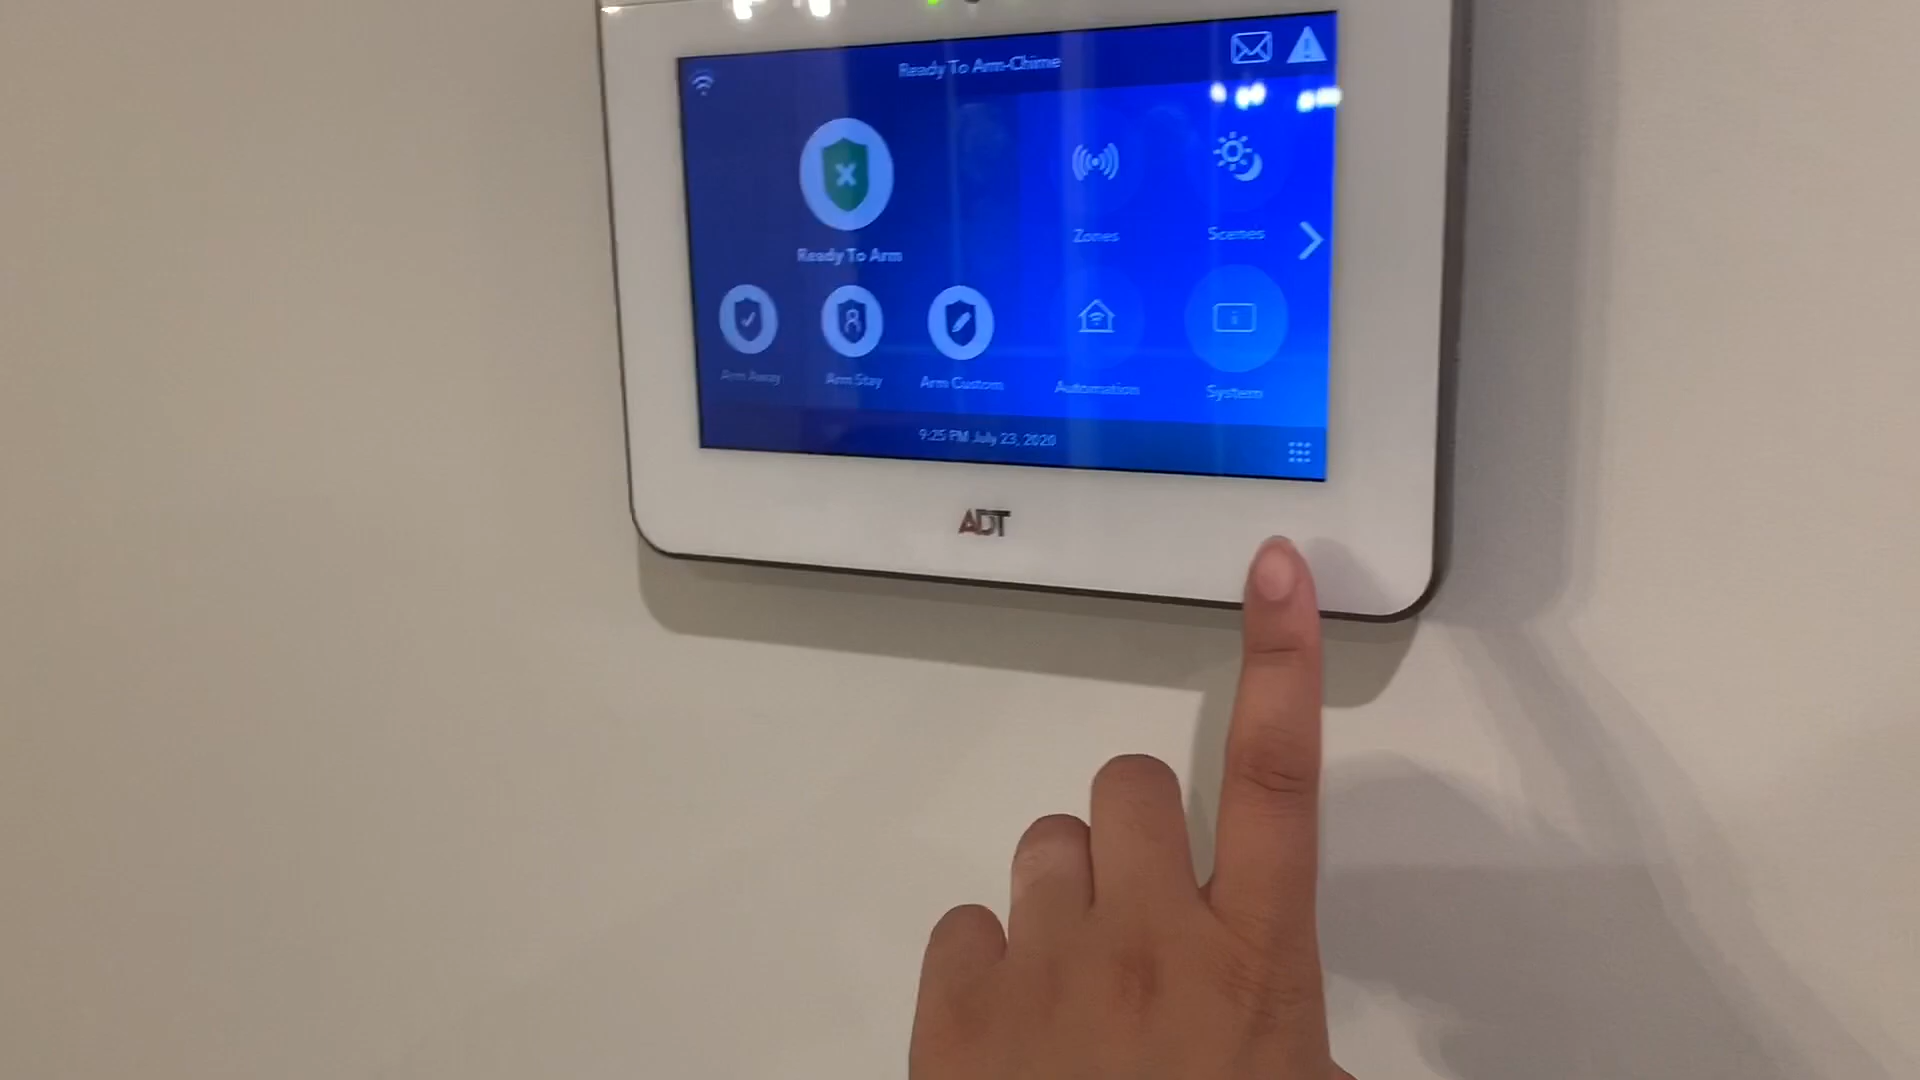 Ready To Arm-Chime
Ready To Arm
Zones
Scenes
Arm Away
Arm Stay
Arm Custom
Automation
System
9:25 PM July 23, 2020
ADT